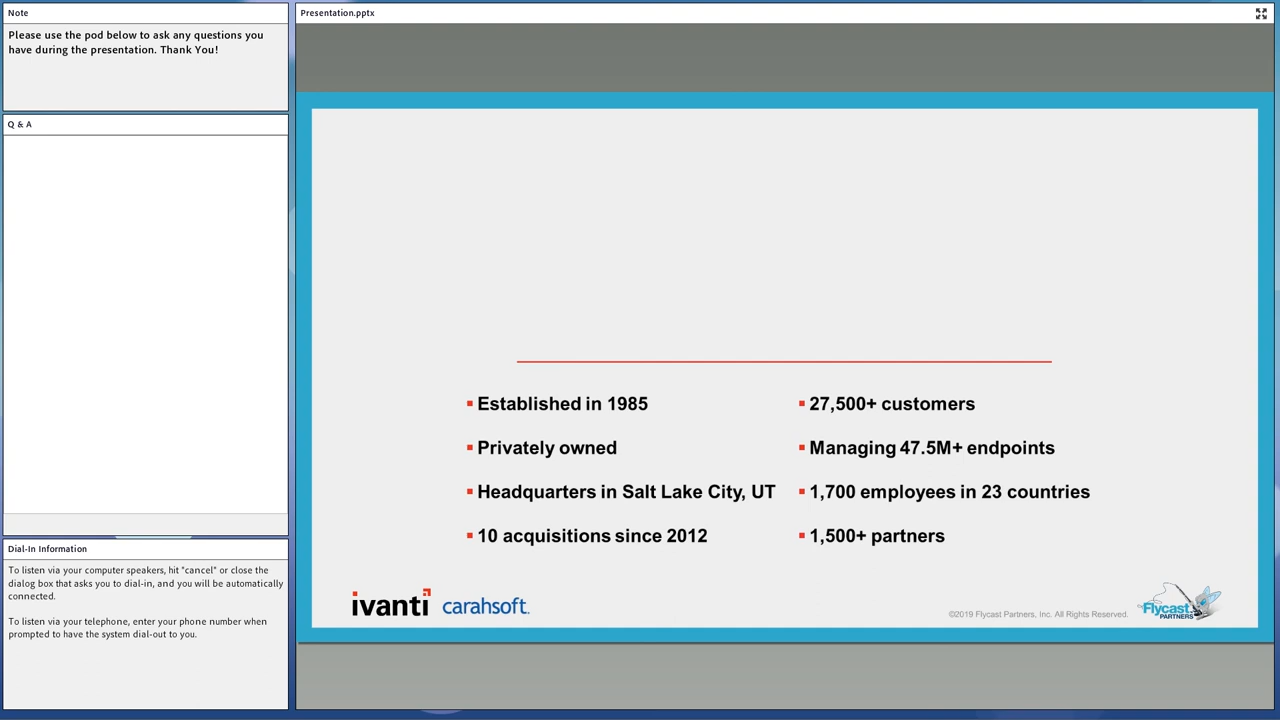 Note
Please use the pod below to ask any questions you
have during the presentation. Thank You!
Q & A
Dial-In Information
To listen via your computer speakers, hit "cancel" or close the
dialog box that asks you to dial-in, and you will be automatically
connected.
To listen via your telephone, enter your phone number when
prompted to have the system dial-out to you.
Presentation.pptx
Established in 1985
Privately owned
Headquarters in Salt Lake City, UT
10 acquisitions since 2012
27,500+ customers
Managing 47.5M+ endpoints
1,700 employees in 23 countries
1,500+ partners
ivanti
carahsoft.
©2019 Flycast Partners, Inc. All Rights Reserved.
Flycast
PARTNERS